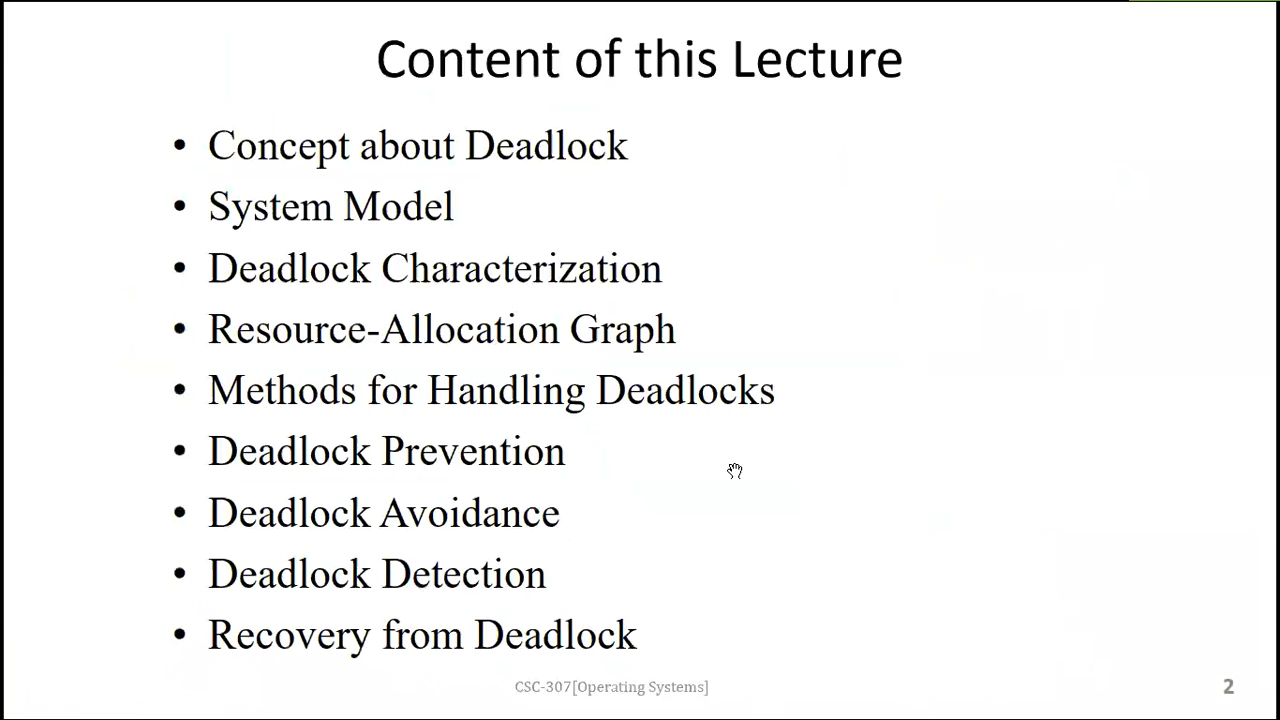 Content of this Lecture
• Concept about Deadlock
• System Model
• Deadlock Characterization
• Resource-Allocation Graph
• Methods for Handling Deadlocks
• Deadlock Prevention
• Deadlock Avoidance
• Deadlock Detection
• Recovery from Deadlock
CSC-307[Operating Systems]
2